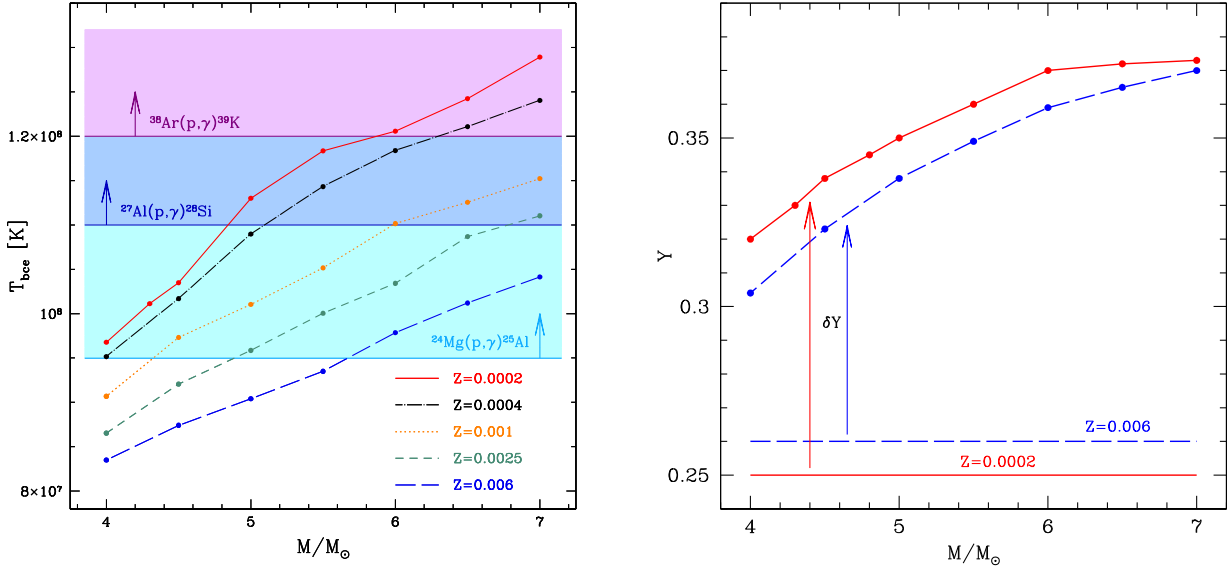 1.2×10⁸
10⁸
8×10⁷
T_bce [K]
³⁸Ar(p,γ)³⁹K
²⁷Al(p,γ)²⁸Si
²⁴Mg(p,γ)²⁵Al
Z=0.0002
Z=0.0004
Z=0.001
Z=0.0025
Z=0.006
4 5 6 7
M/M⊙
0.35
0.3
0.25
Y
δY
Z=0.006
Z=0.0002
4 5 6 7
M/M⊙